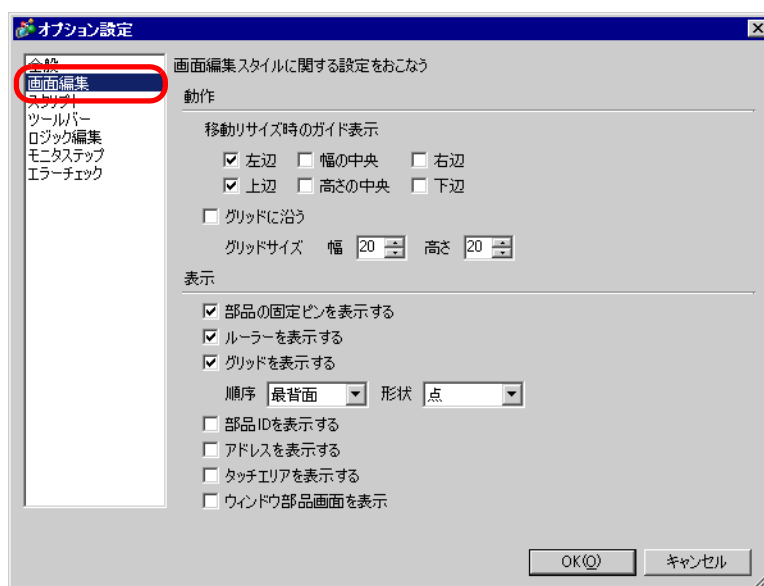 オプション設定
全般
画面編集
スクリプト
ツールバー
ロジック編集
モニタステップ
エラーチェック
画面編集スタイルに関する設定をおこなう
動作
移動リサイズ時のガイド表示
左辺 幅の中央 右辺
上辺 高さの中央 下辺
グリッドに沿う
グリッドサイズ 幅 20 高さ 20
表示
部品の固定ピンを表示する
ルーラーを表示する
グリッドを表示する
順序 最背面 形状 点
部品IDを表示する
アドレスを表示する
タッチエリアを表示する
ウィンドウ部品画面を表示
OK(O) キャンセル